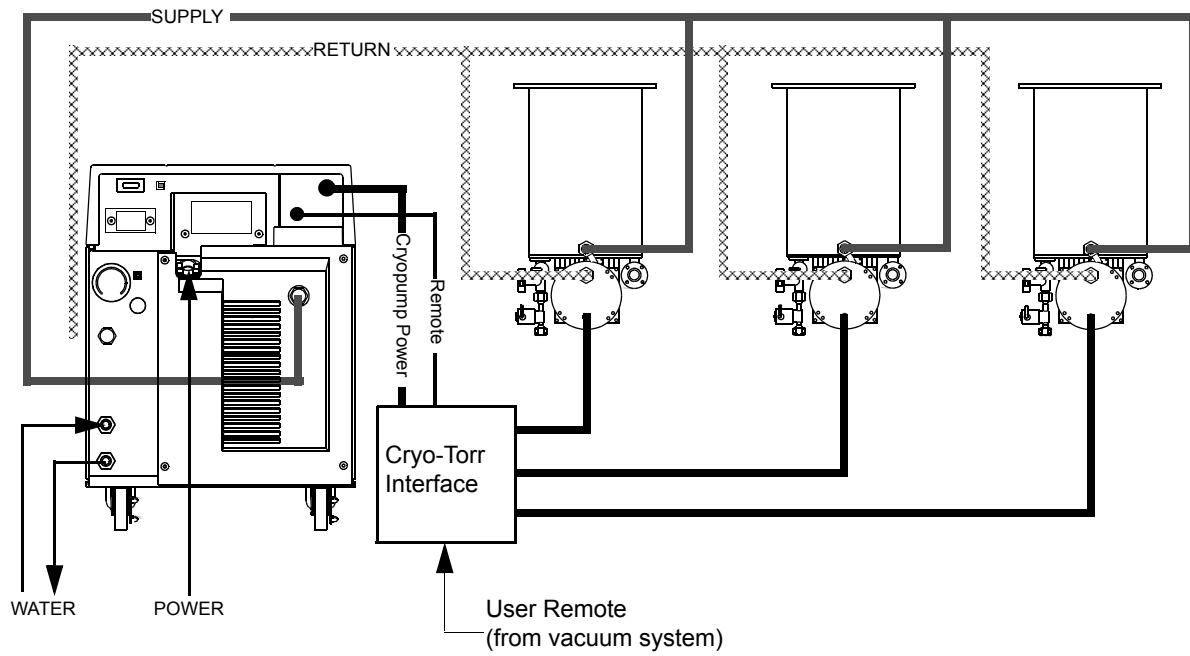 SUPPLY
RETURN
Cryopump Power
Remote
Cryo-Torr
Interface
WATER
POWER
User Remote
(from vacuum system)